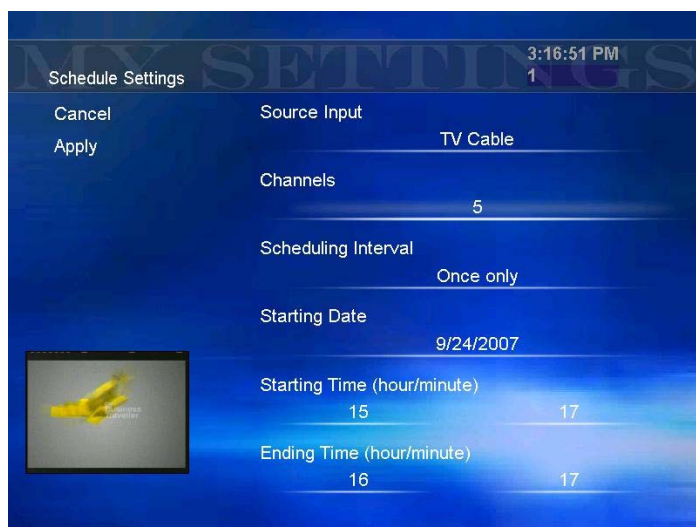 MY SETTINGS
3:16:51 PM
Schedule Settings
1
Cancel
Apply
Source Input
TV Cable
Channels
5
Scheduling Interval
Once only
Starting Date
9/24/2007
Starting Time (hour/minute)
15 17
Ending Time (hour/minute)
16 17
Business
Traveller